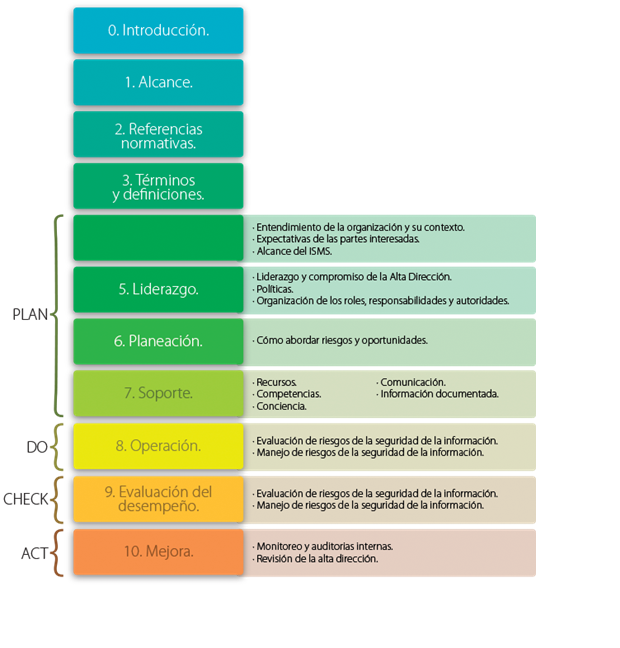 0. Introducción.
1. Alcance.
2. Referencias
normativas.
3. Términos
y definiciones.
PLAN
· Entendimiento de la organización y su contexto.
· Expectativas de las partes interesadas.
· Alcance del ISMS.
5. Liderazgo.
· Liderazgo y compromiso de la Alta Dirección.
· Políticas.
· Organización de los roles, responsabilidades y autoridades.
6. Planeación.
· Cómo abordar riesgos y oportunidades.
7. Soporte.
· Recursos.
· Competencias.
· Conciencia.
· Comunicación.
· Información documentada.
DO
8. Operación.
· Evaluación de riesgos de la seguridad de la información.
· Manejo de riesgos de la seguridad de la información.
CHECK
9. Evaluación del
desempeño.
· Evaluación de riesgos de la seguridad de la información.
· Manejo de riesgos de la seguridad de la información.
ACT
10. Mejora.
· Monitoreo y auditorias internas.
· Revisión de la alta dirección.